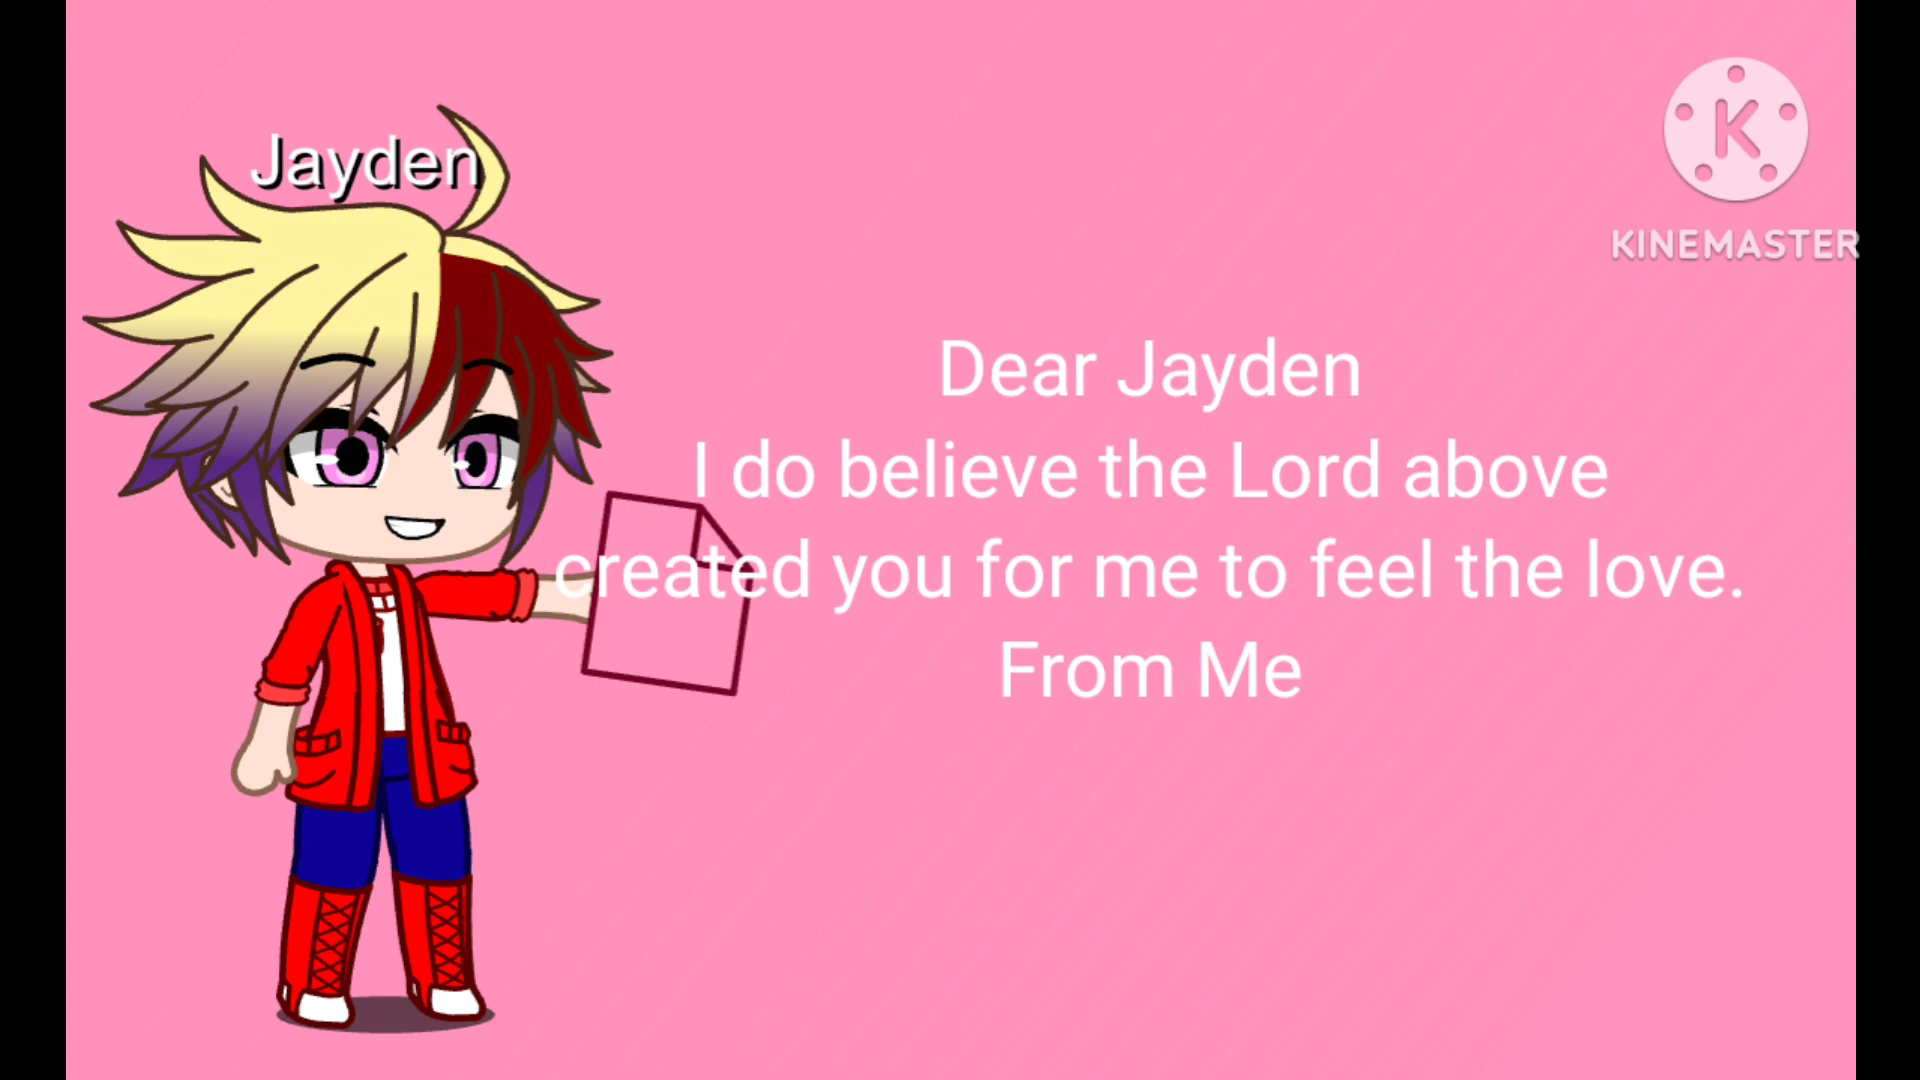 Jayden
K
KINEMASTER
Dear Jayden
I do believe the Lord above
created you for me to feel the love.
From Me